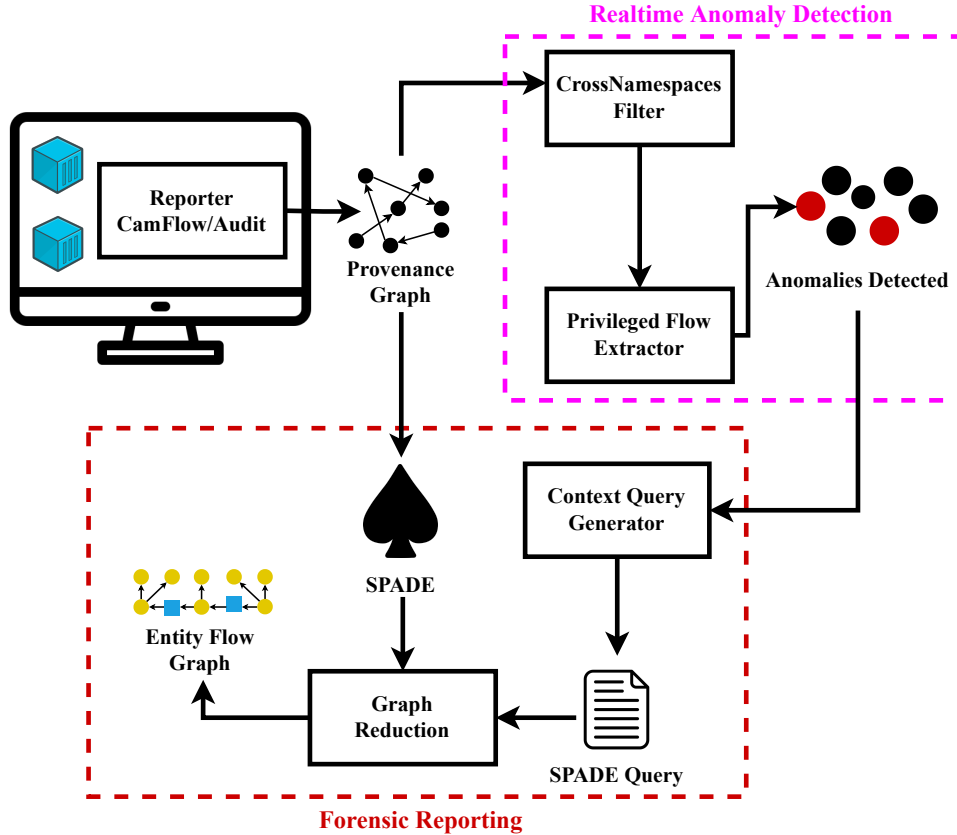 Realtime Anomaly Detection
CrossNamespaces
Filter
Reporter
CamFlow/Audit
Provenance
Graph
Privileged Flow
Extractor
Anomalies Detected
Context Query
Generator
SPADE
Entity Flow
Graph
Graph
Reduction
SPADE Query
Forensic Reporting